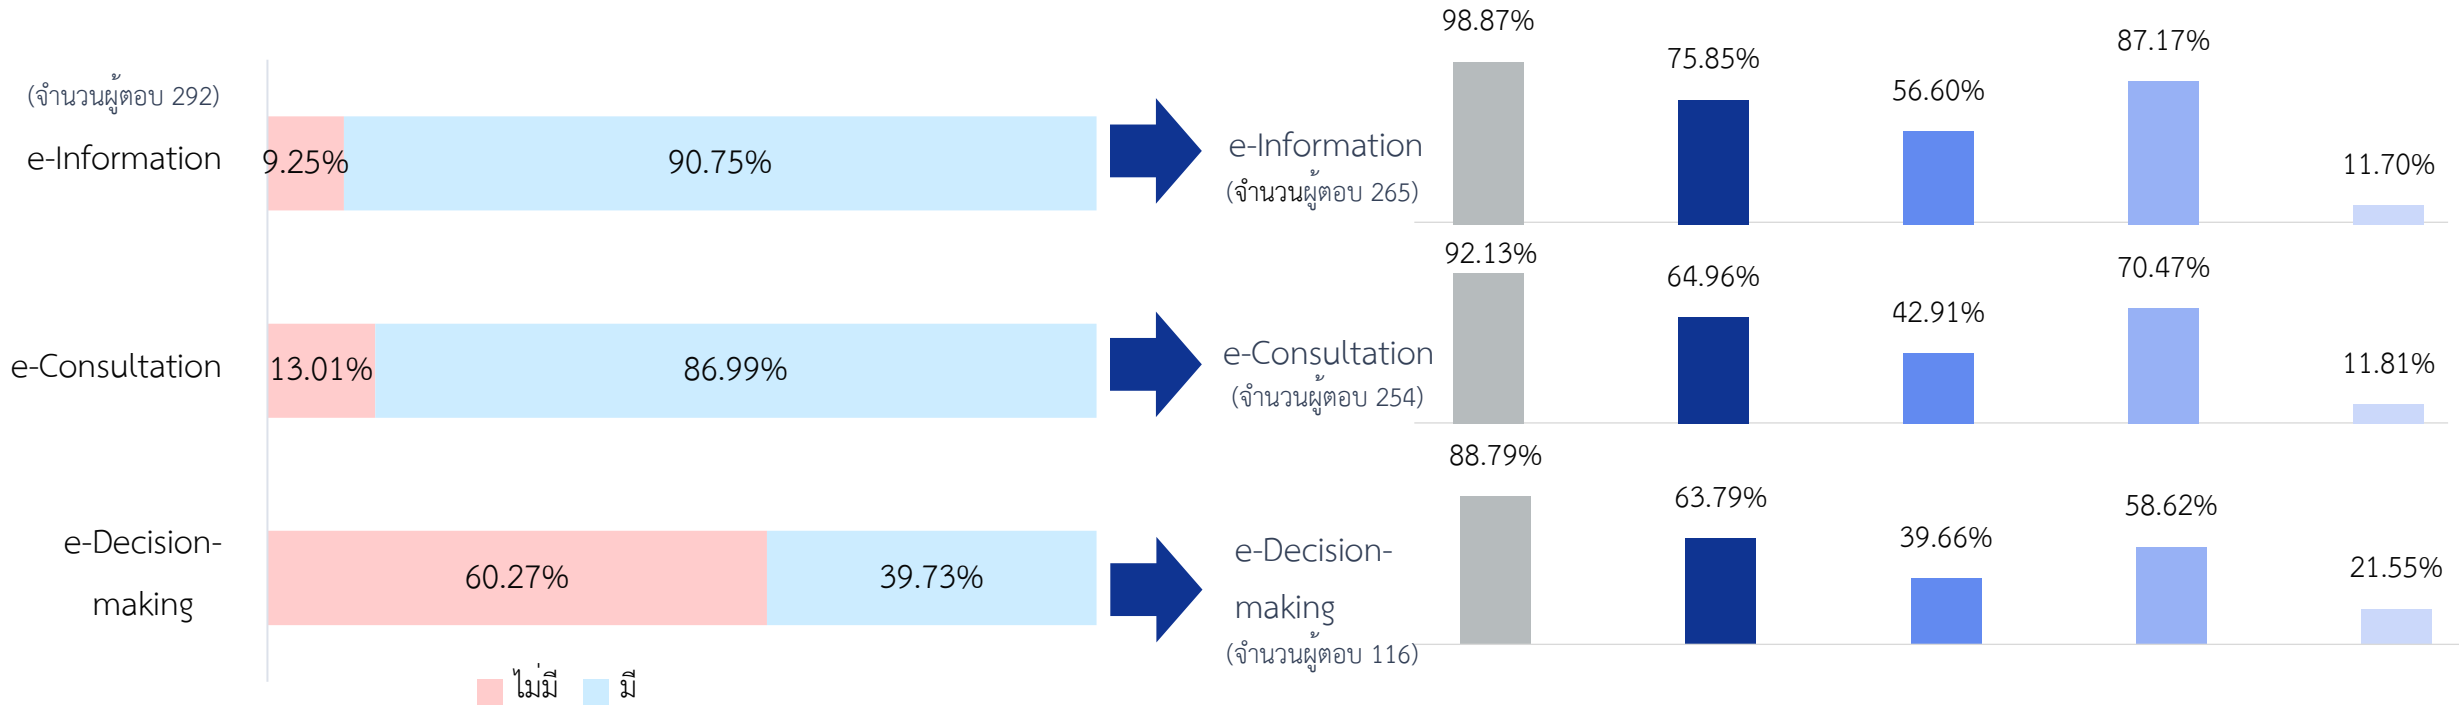 (จำนวนผู้ตอบ 292)
e-Information
9.25%
90.75%
e-Consultation
13.01%
86.99%
e-Decision-
making
60.27%
39.73%
ไม่มี
มี
e-Information
(จำนวนผู้ตอบ 265)
98.87%
75.85%
56.60%
87.17%
11.70%
e-Consultation
(จำนวนผู้ตอบ 254)
92.13%
64.96%
42.91%
70.47%
11.81%
e-Decision-
making
(จำนวนผู้ตอบ 116)
88.79%
63.79%
39.66%
58.62%
21.55%